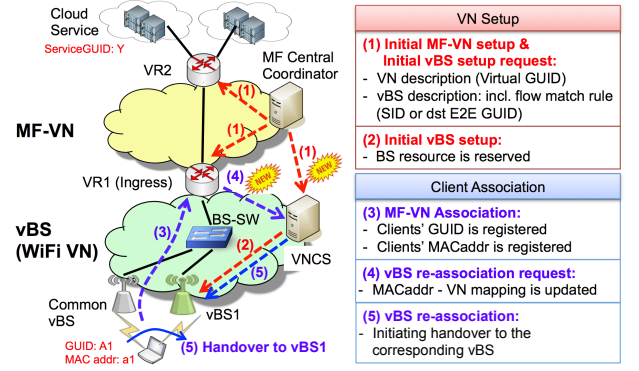 Cloud
Service
ServiceGUID: Y
VR2
MF Central
Coordinator
(1)
MF-VN
(1)
(1)
NEW
NEW
VR1 (Ingress)
(4)
vBS
(WiFi VN)
(3)
BS-SW
(2)
VNCS
(5)
Common
vBS
vBS1
GUID: A1
MAC addr: a1
(5) Handover to vBS1
VN Setup
(1) Initial MF-VN setup &
Initial vBS setup request:
- VN description (Virtual GUID)
- vBS description: incl. flow match rule
(SID or dst E2E GUID)
(2) Initial vBS setup:
- BS resource is reserved
Client Association
(3) MF-VN Association:
- Clients' GUID is registered
- Clients' MACaddr is registered
(4) vBS re-association request:
- MACaddr - VN mapping is updated
(5) vBS re-association:
- Initiating handover to the
corresponding vBS